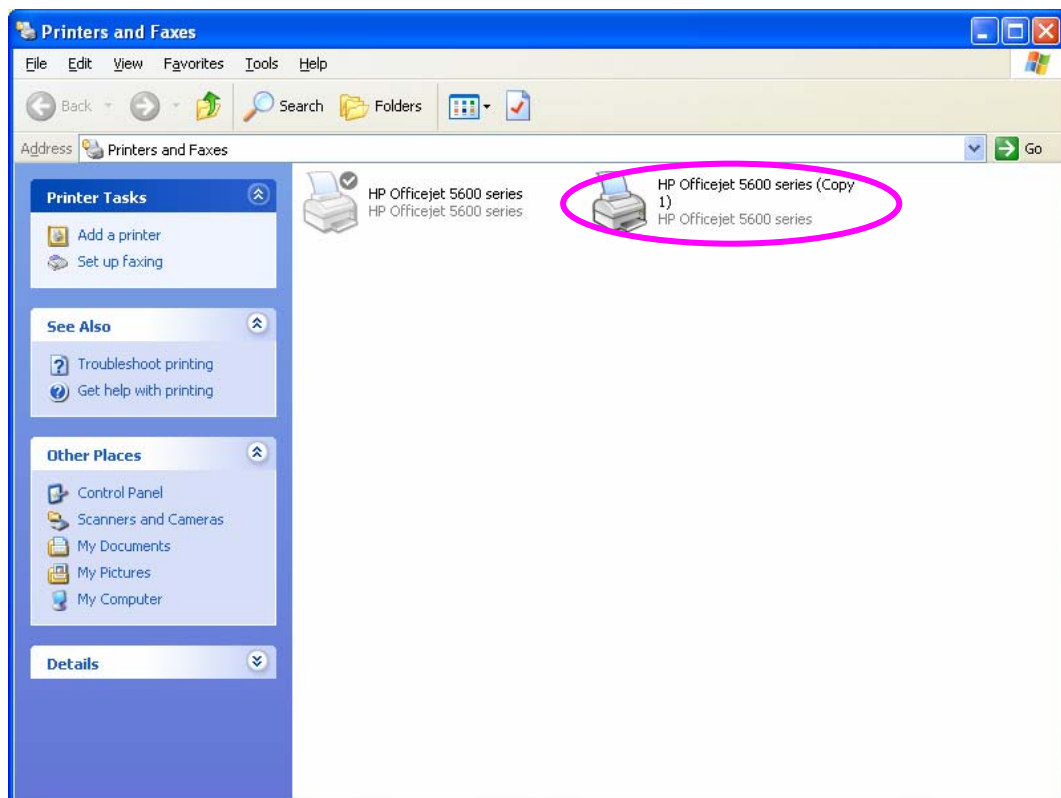 Printers and Faxes
File Edit View Favorites Tools Help
Back Search Folders
Address Printers and Faxes Go
Printer Tasks
Add a printer
Set up faxing
See Also
Troubleshoot printing
Get help with printing
Other Places
Control Panel
Scanners and Cameras
My Documents
My Pictures
My Computer
Details
HP Officejet 5600 series
HP Officejet 5600 series
HP Officejet 5600 series (Copy
1)
HP Officejet 5600 series